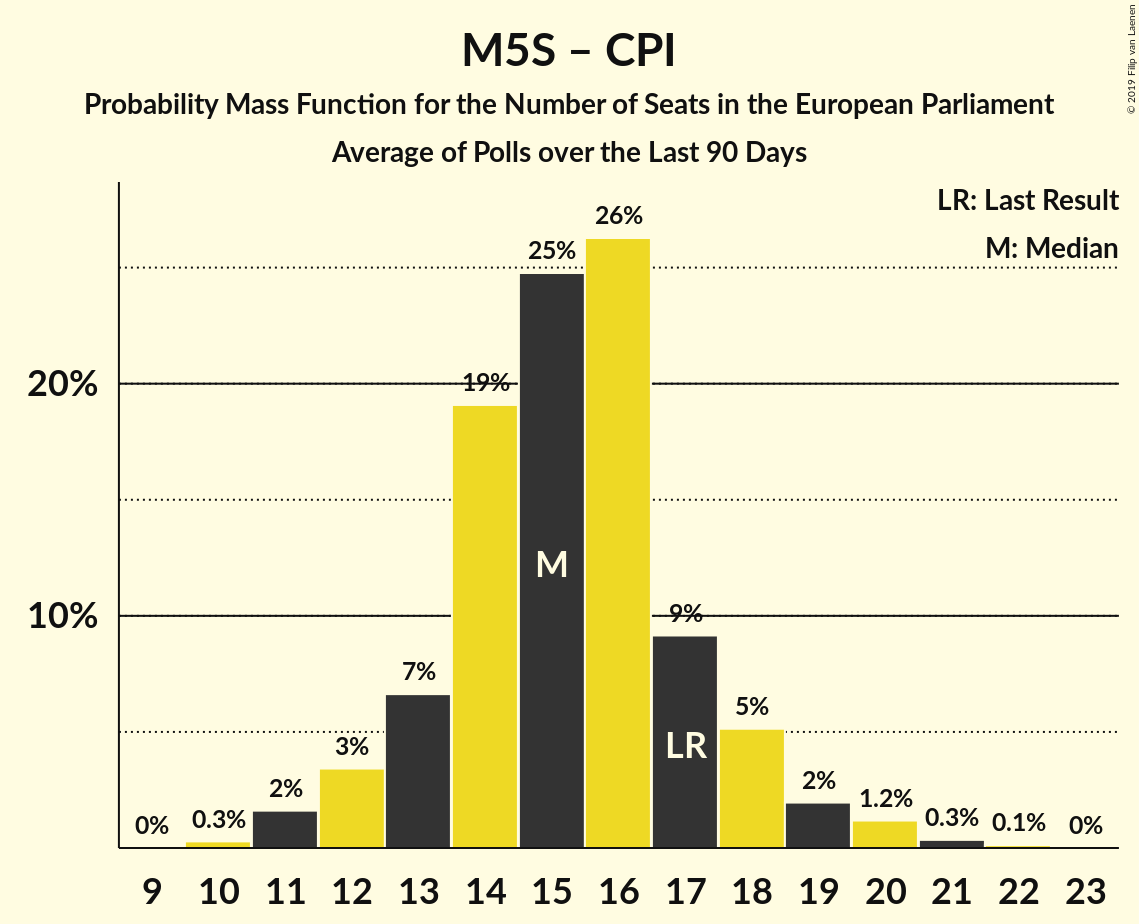 M5S – CPI
Probability Mass Function for the Number of Seats in the European Parliament
Average of Polls over the Last 90 Days
© 2019 Filip van Laenen
LR: Last Result
M: Median
26%
25%
20%
19%
M
10%
9%
7%
LR
5%
3%
2%
2%
1.2%
0% 0.3% 0.3% 0.1% 0%
9 10 11 12 13 14 15 16 17 18 19 20 21 22 23